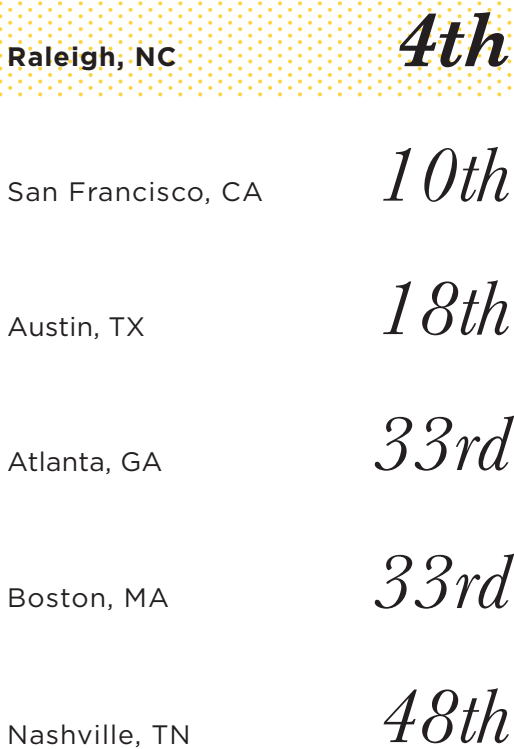 Raleigh, NC 4th
San Francisco, CA 10th
Austin, TX 18th
Atlanta, GA 33rd
Boston, MA 33rd
Nashville, TN 48th